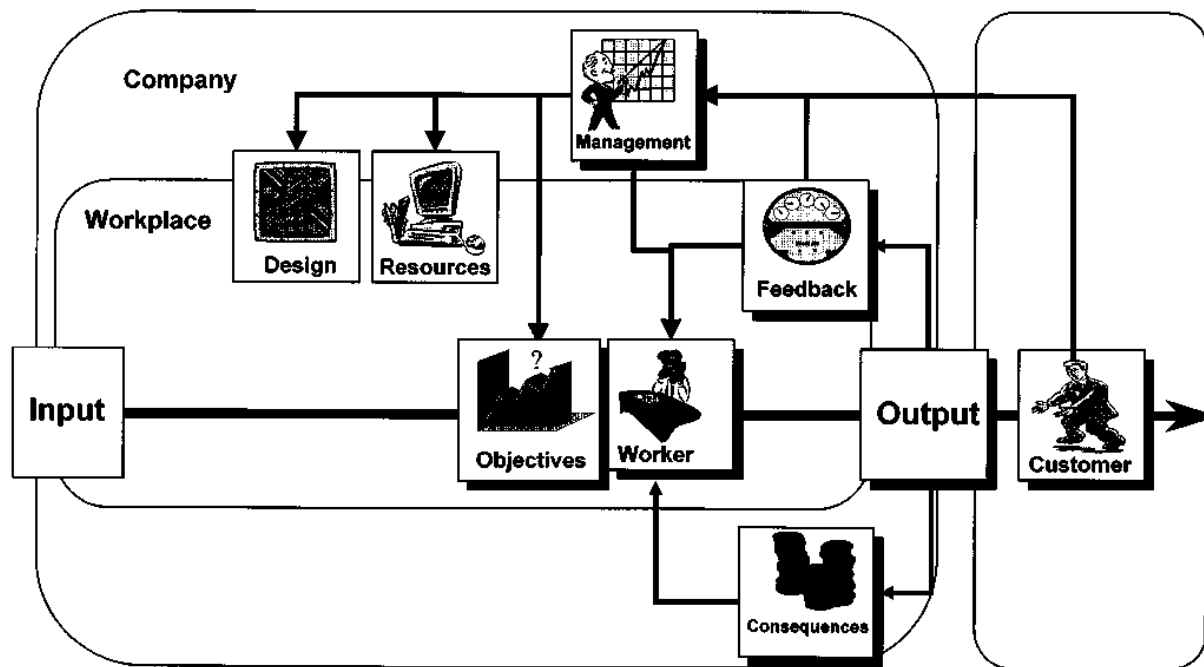 Company
Management
Workplace
Design
Resources
Feedback
Input
?
Objectives
Worker
Output
Customer
Consequences